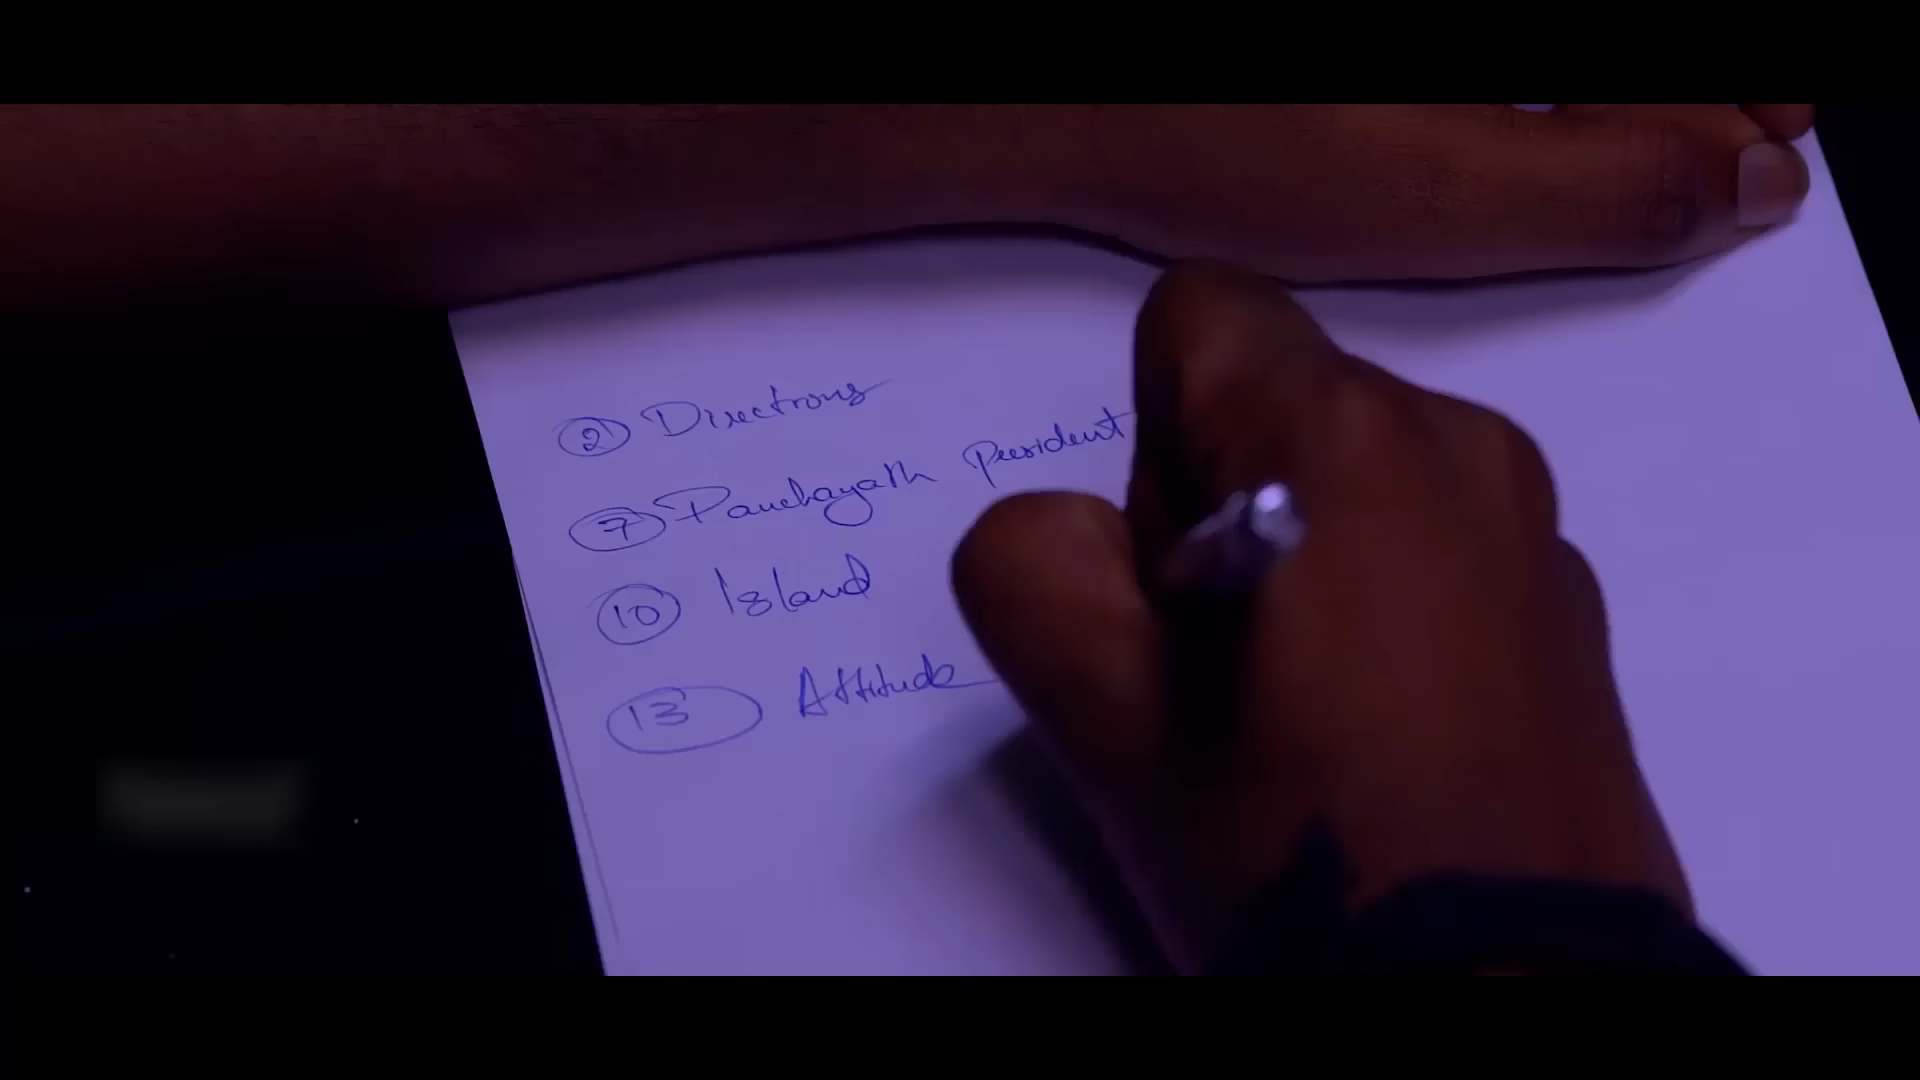 2 Directions
7 Panchayath President
10 Island
13 Attitude